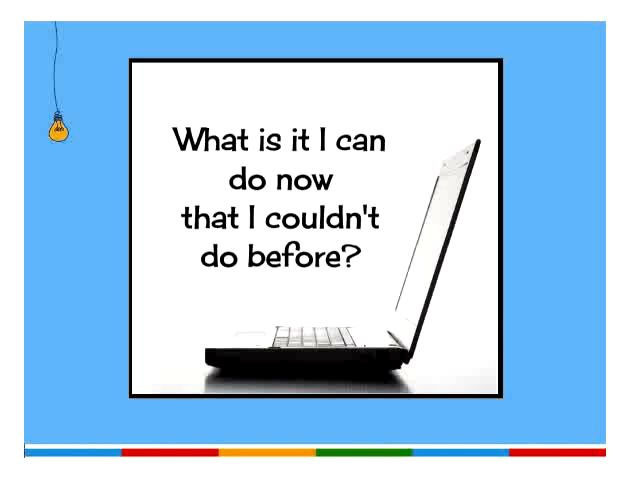 What is it I can
do now
that I couldn't
do before?